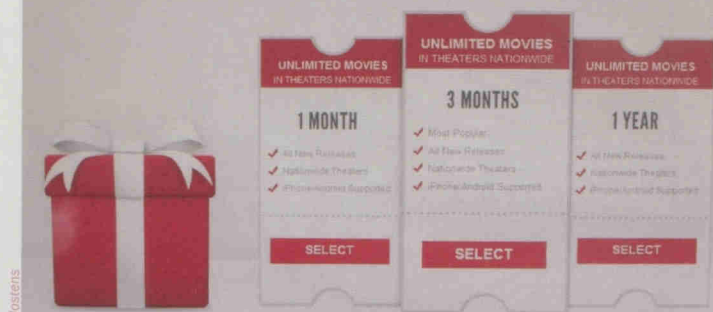 UNLIMITED MOVIES
IN THEATERS NATIONWIDE
1 MONTH
All New Releases
Nationwide Theaters
iPhone/Android Supported
SELECT
UNLIMITED MOVIES
IN THEATERS NATIONWIDE
3 MONTHS
Most Popular
All New Releases
Nationwide Theaters
iPhone/Android Supported
SELECT
UNLIMITED MOVIES
IN THEATERS NATIONWIDE
1 YEAR
All New Releases
Nationwide Theaters
iPhone/Android Supported
SELECT